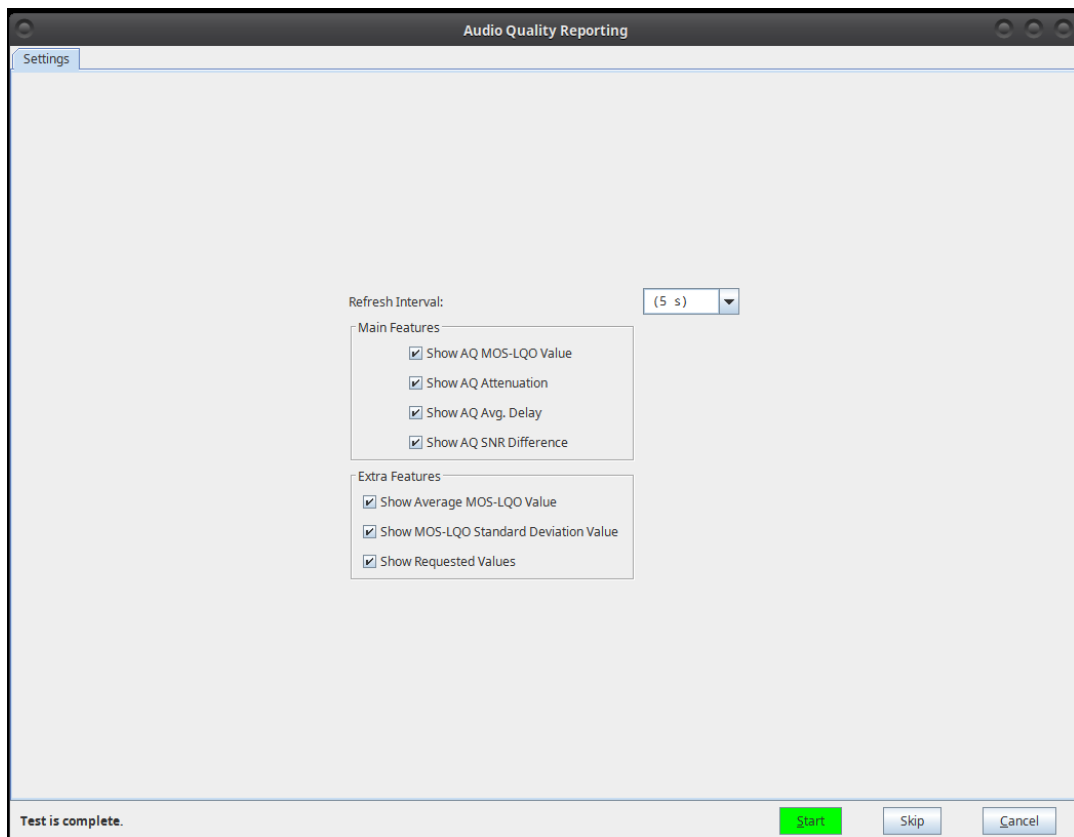 Audio Quality Reporting
Settings
Refresh Interval: (5 s)
Main Features
Show AQ MOS-LQO Value
Show AQ Attenuation
Show AQ Avg. Delay
Show AQ SNR Difference
Extra Features
Show Average MOS-LQO Value
Show MOS-LQO Standard Deviation Value
Show Requested Values
Test is complete. Start Skip Cancel